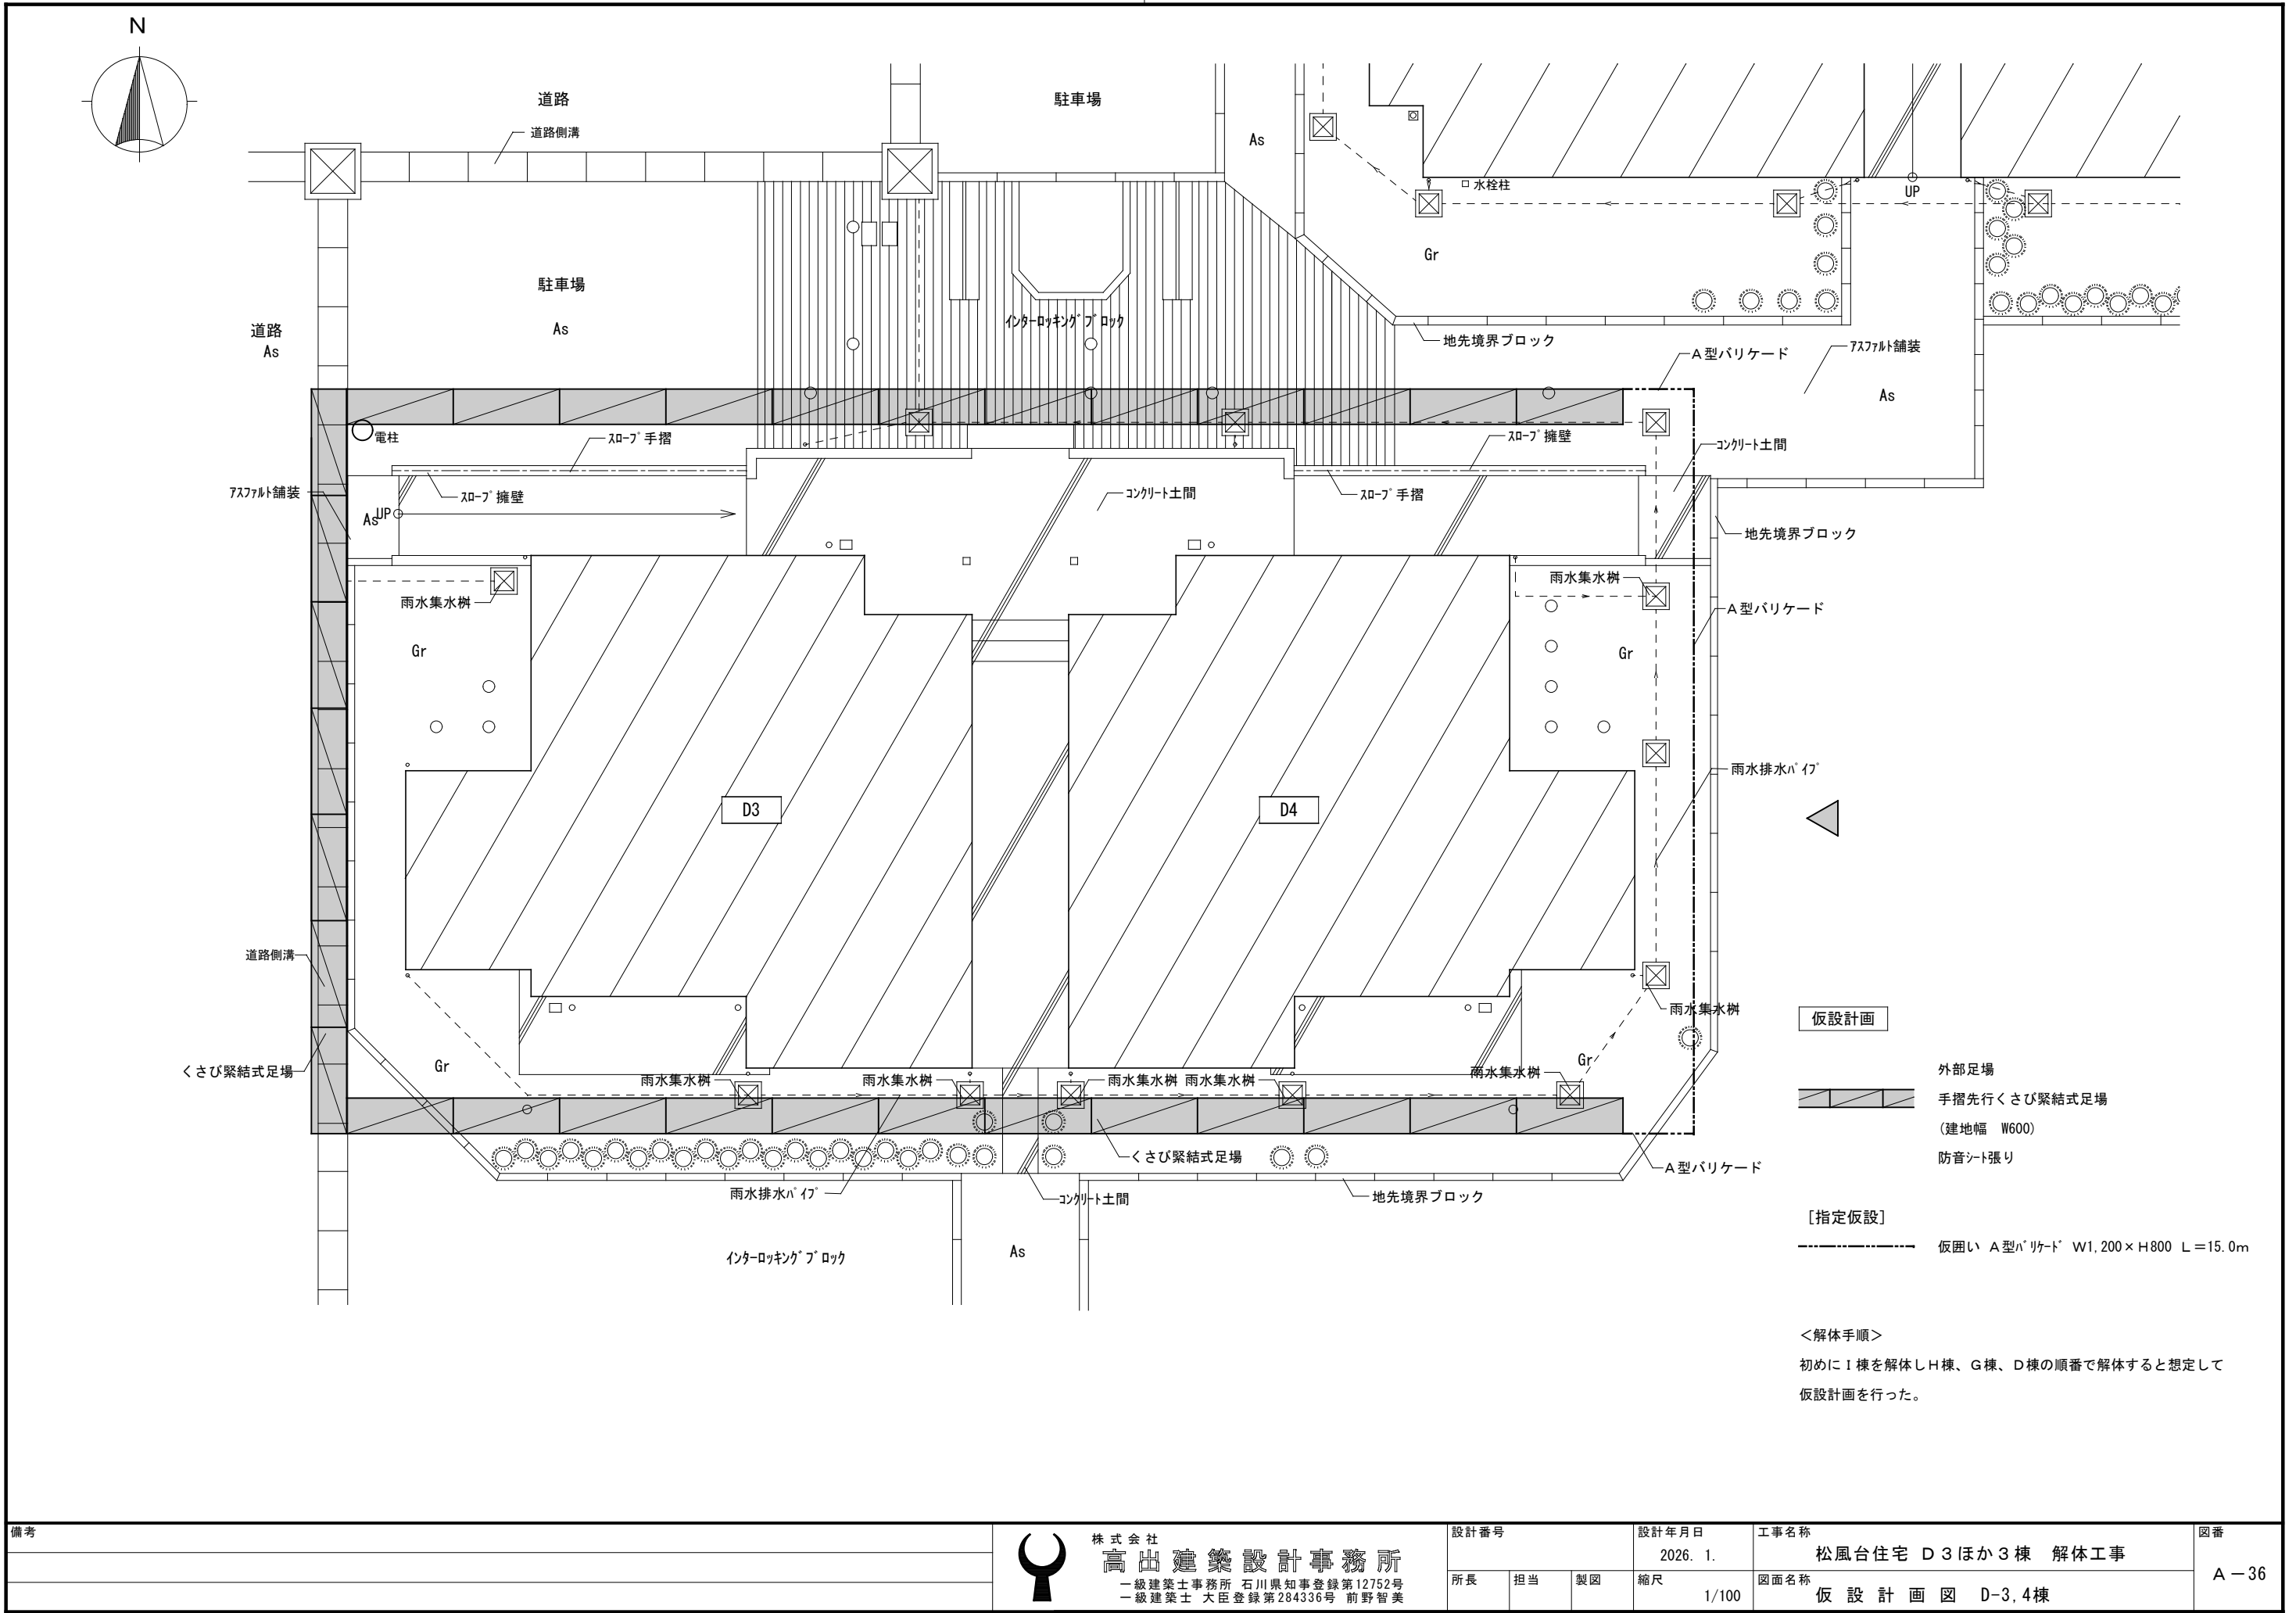 N
道路
駐車場
道路側溝
As
水栓柱
UP
Gr
駐車場
As
道路
As
インターロッキングブロック
地先境界ブロック
A型バリケード
アスファルト舗装
As
電柱
スロープ手摺
スロープ擁壁
コンクリート土間
アスファルト舗装
スロープ擁壁
コンクリート土間
スロープ手摺
As
UP
地先境界ブロック
雨水集水桝
雨水集水桝
A型バリケード
Gr
Gr
雨水排水パイプ
D3
D4
道路側溝
雨水集水桝
仮設計画
くさび緊結式足場
Gr
Gr
雨水集水桝
雨水集水桝
雨水集水桝
雨水集水桝
雨水集水桝
外部足場
手摺先行くさび緊結式足場
(建地幅 W600)
防音シート張り
くさび緊結式足場
A型バリケード
雨水排水パイプ
コンクリート土間
地先境界ブロック
インターロッキングブロック
As
[指定仮設]
仮囲い A型バリケード W1,200×H800 L=15.0m
<解体手順>
初めにI棟を解体しH棟、G棟、D棟の順番で解体すると想定して
仮設計画を行った。
備考
株式会社
高出建築設計事務所
一級建築士事務所 石川県知事登録第12752号
一級建築士 大臣登録第284336号 前野智美
設計番号
設計年月日
2026. 1.
工事名称
松風台住宅 D3ほか3棟 解体工事
図番
A-36
所長
担当
製図
縮尺
1/100
図面名称
仮設計画図 D-3,4棟